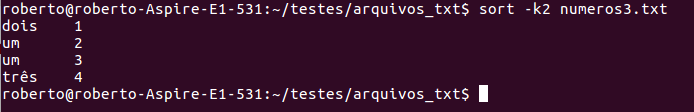 roberto@roberto-Aspire-E1-531:~/testes/arquivos_txt$ sort -k2 numeros3.txt
dois 1
um 2
um 3
três 4
roberto@roberto-Aspire-E1-531:~/testes/arquivos_txt$